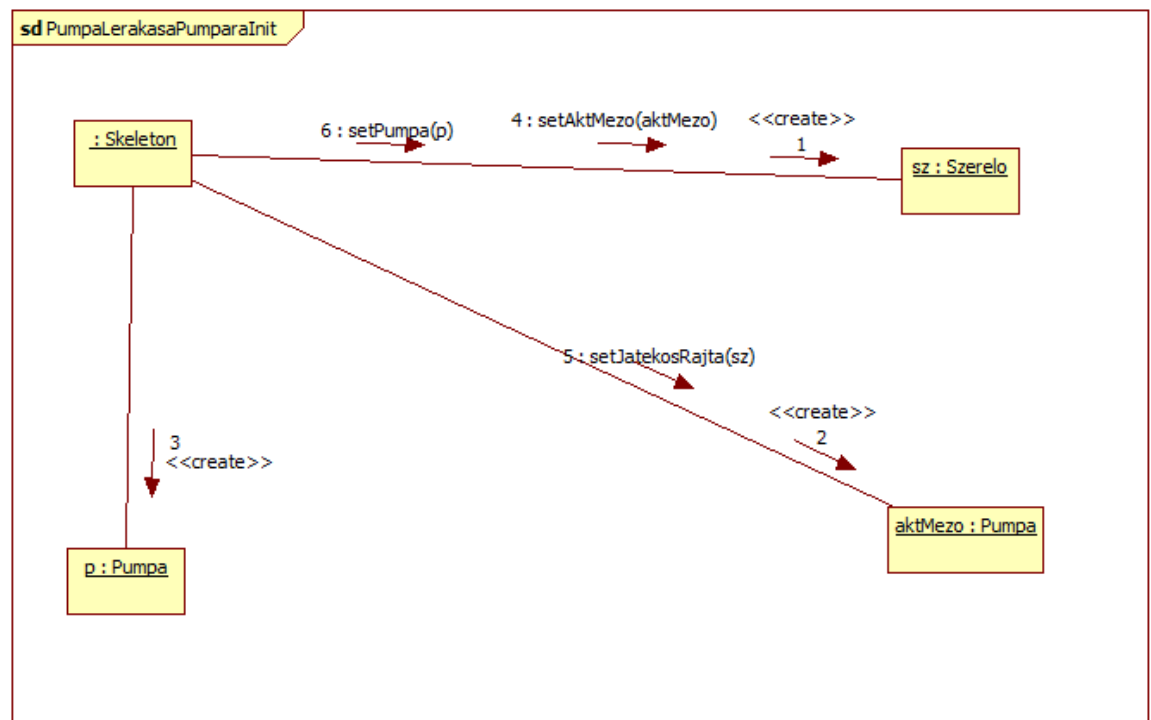 sd PumpaLerakasaPumparaInit
: Skeleton
6 : setPumpa(p)
4 : setAktMezo(aktMezo)
<<create>>
1
sz : Szerelo
5 : setJatekosRajta(sz)
<<create>>
2
3
<<create>>
aktMezo : Pumpa
p : Pumpa